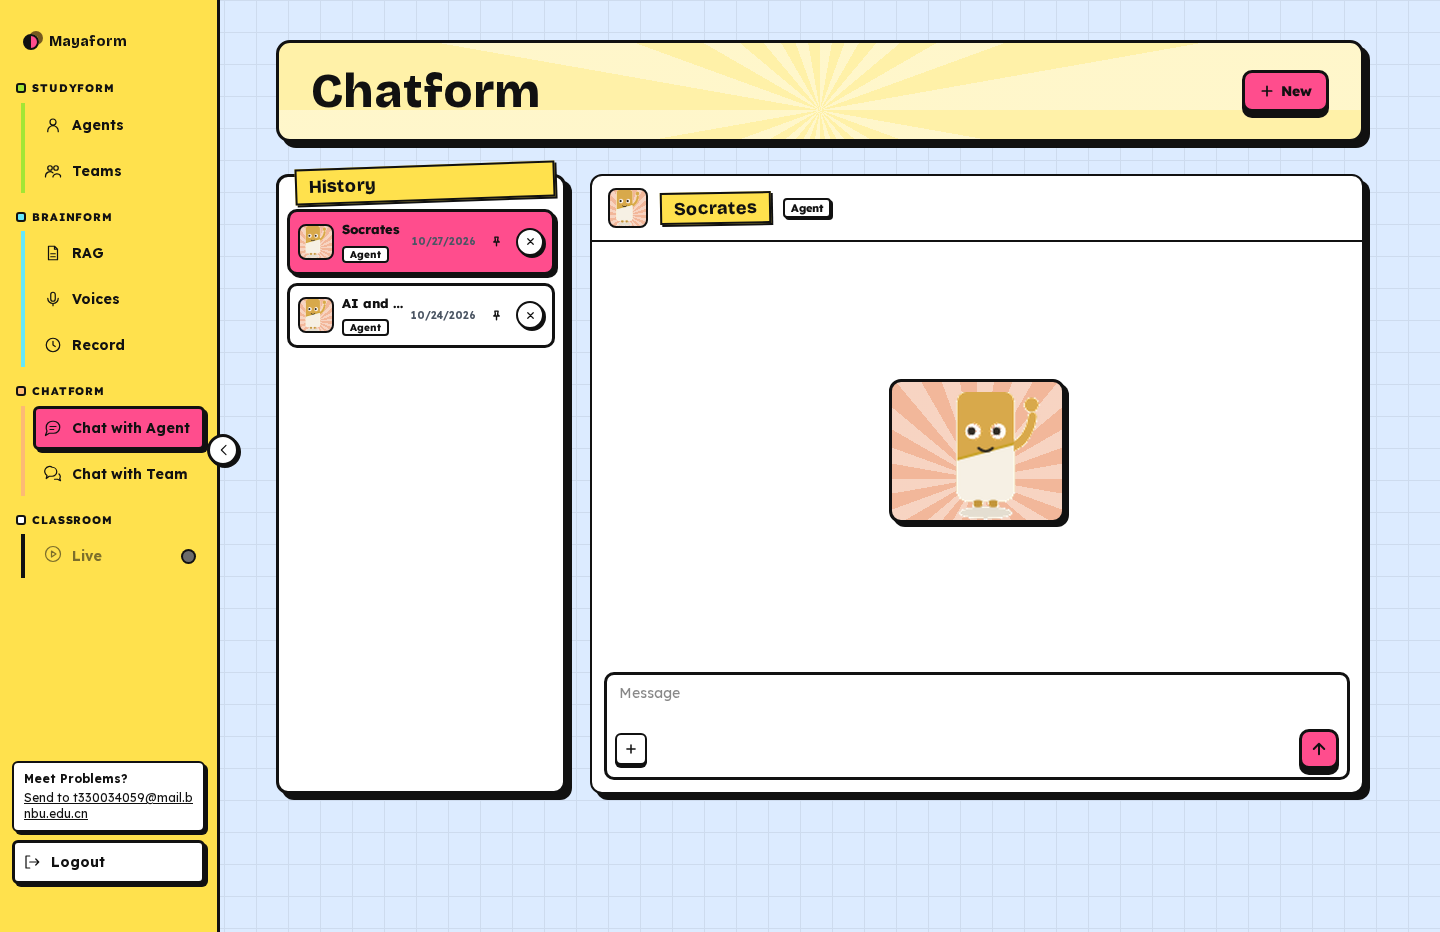 Mayaform
STUDYFORM
Agents
Teams
BRAINFORM
RAG
Voices
Record
CHATFORM
Chat with Agent
Chat with Team
CLASSROOM
Live
Meet Problems?
Send to t330034059@mail.b
nbu.edu.cn
Logout
Chatform
New
History
Socrates
10/27/2026
Agent
AI and ...
10/24/2026
Agent
Socrates
Agent
Message